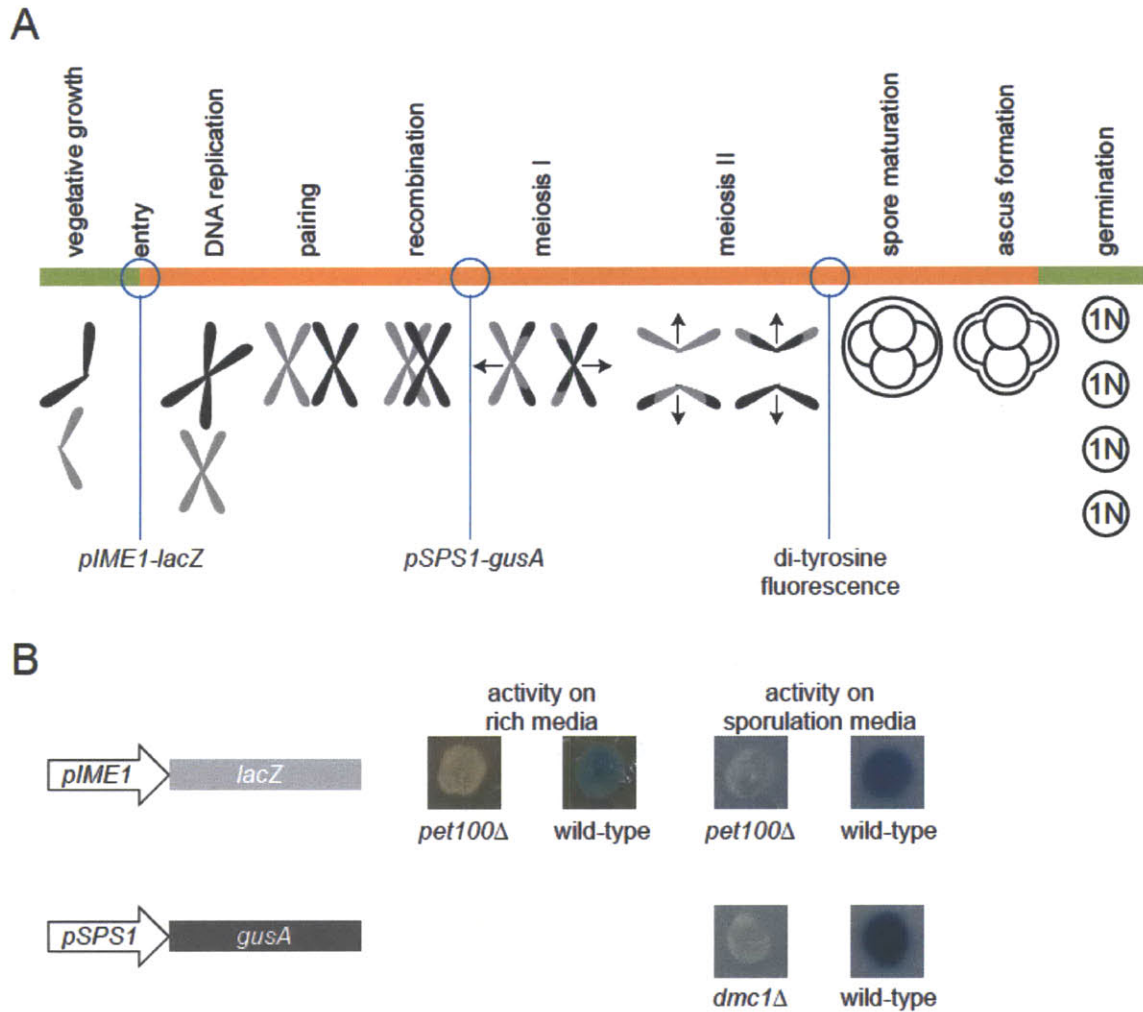 A
vegetative growth
entry
DNA replication
pairing
recombination
meiosis I
meiosis II
spore maturation
ascus formation
germination
1N
1N
1N
1N
pIME1-lacZ
pSPS1-gusA
di-tyrosine
fluorescence
B
activity on
rich media
activity on
sporulation media
pIME1
lacZ
pet100Δ
wild-type
pet100Δ
wild-type
pSPS1
gusA
dmc1Δ
wild-type